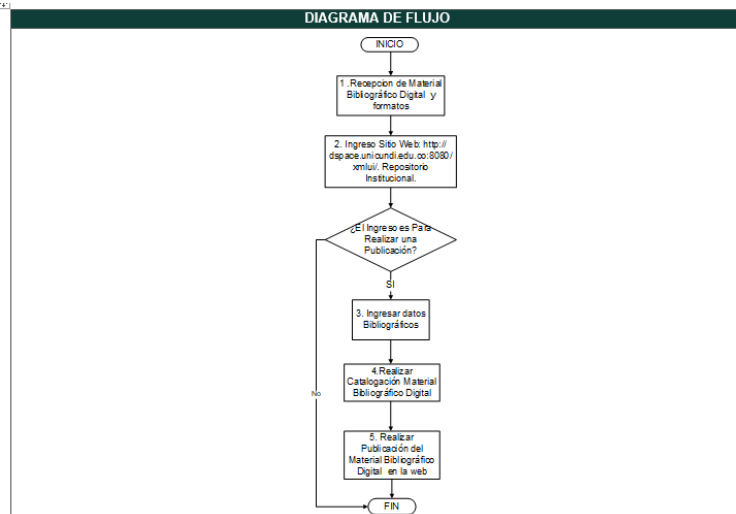 DIAGRAMA DE FLUJO
INICIO
1 .Recepcion de Material
Bibliográfico Digital y
formatos
2. Ingreso Sitio Web: http://
dspace.unicundi.edu.co:8080/
xmlui/. Repositorio
Institucional.
¿El Ingreso es Para
Realizar una
Publicación?
SI
3. Ingresar datos
Bibliográficos
4.Realizar
Catalogación Material
Bibliográfico Digital
No
5. Realizar
Publicación del
Material Bibliográfico
Digital en la web
FIN